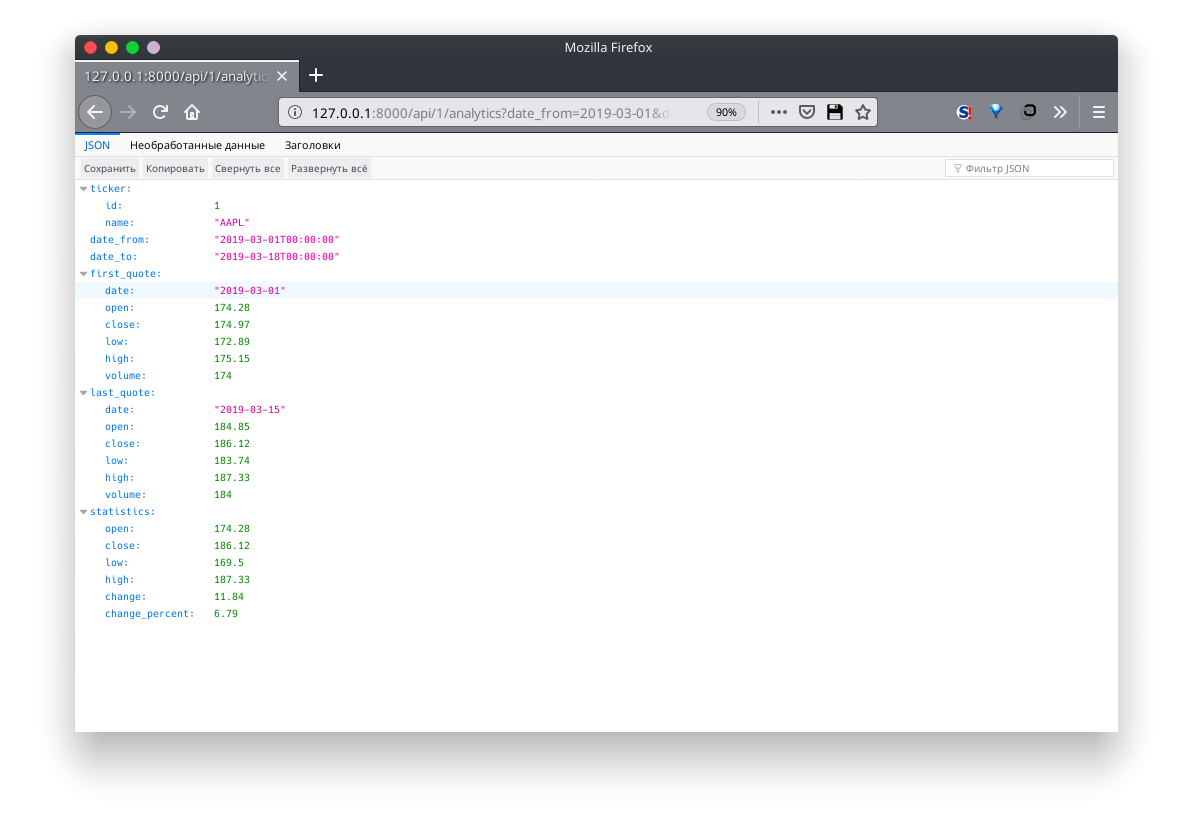 Mozilla Firefox
127.0.0.1:8000/api/1/analytic
127.0.0.1:8000/api/1/analytics?date_from=2019-03-01&d 90%
JSON Необработанные данные Заголовки
Сохранить Копировать Свернуть все Развернуть всё Фильтр JSON
ticker:
id: 1
name: "AAPL"
date_from: "2019-03-01T00:00:00"
date_to: "2019-03-18T00:00:00"
first_quote:
date: "2019-03-01"
open: 174.28
close: 174.97
low: 172.89
high: 175.15
volume: 174
last_quote:
date: "2019-03-15"
open: 184.85
close: 186.12
low: 183.74
high: 187.33
volume: 184
statistics:
open: 174.28
close: 186.12
low: 169.5
high: 187.33
change: 11.84
change_percent: 6.79